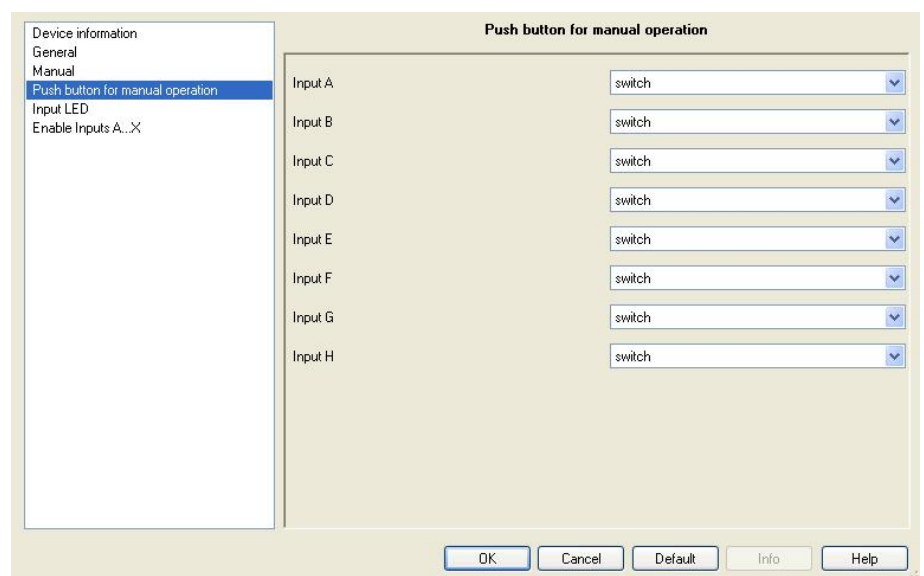 Device information
General
Manual
Push button for manual operation
Input LED
Enable Inputs A...X
Push button for manual operation
Input A switch
Input B switch
Input C switch
Input D switch
Input E switch
Input F switch
Input G switch
Input H switch
OK Cancel Default Info Help